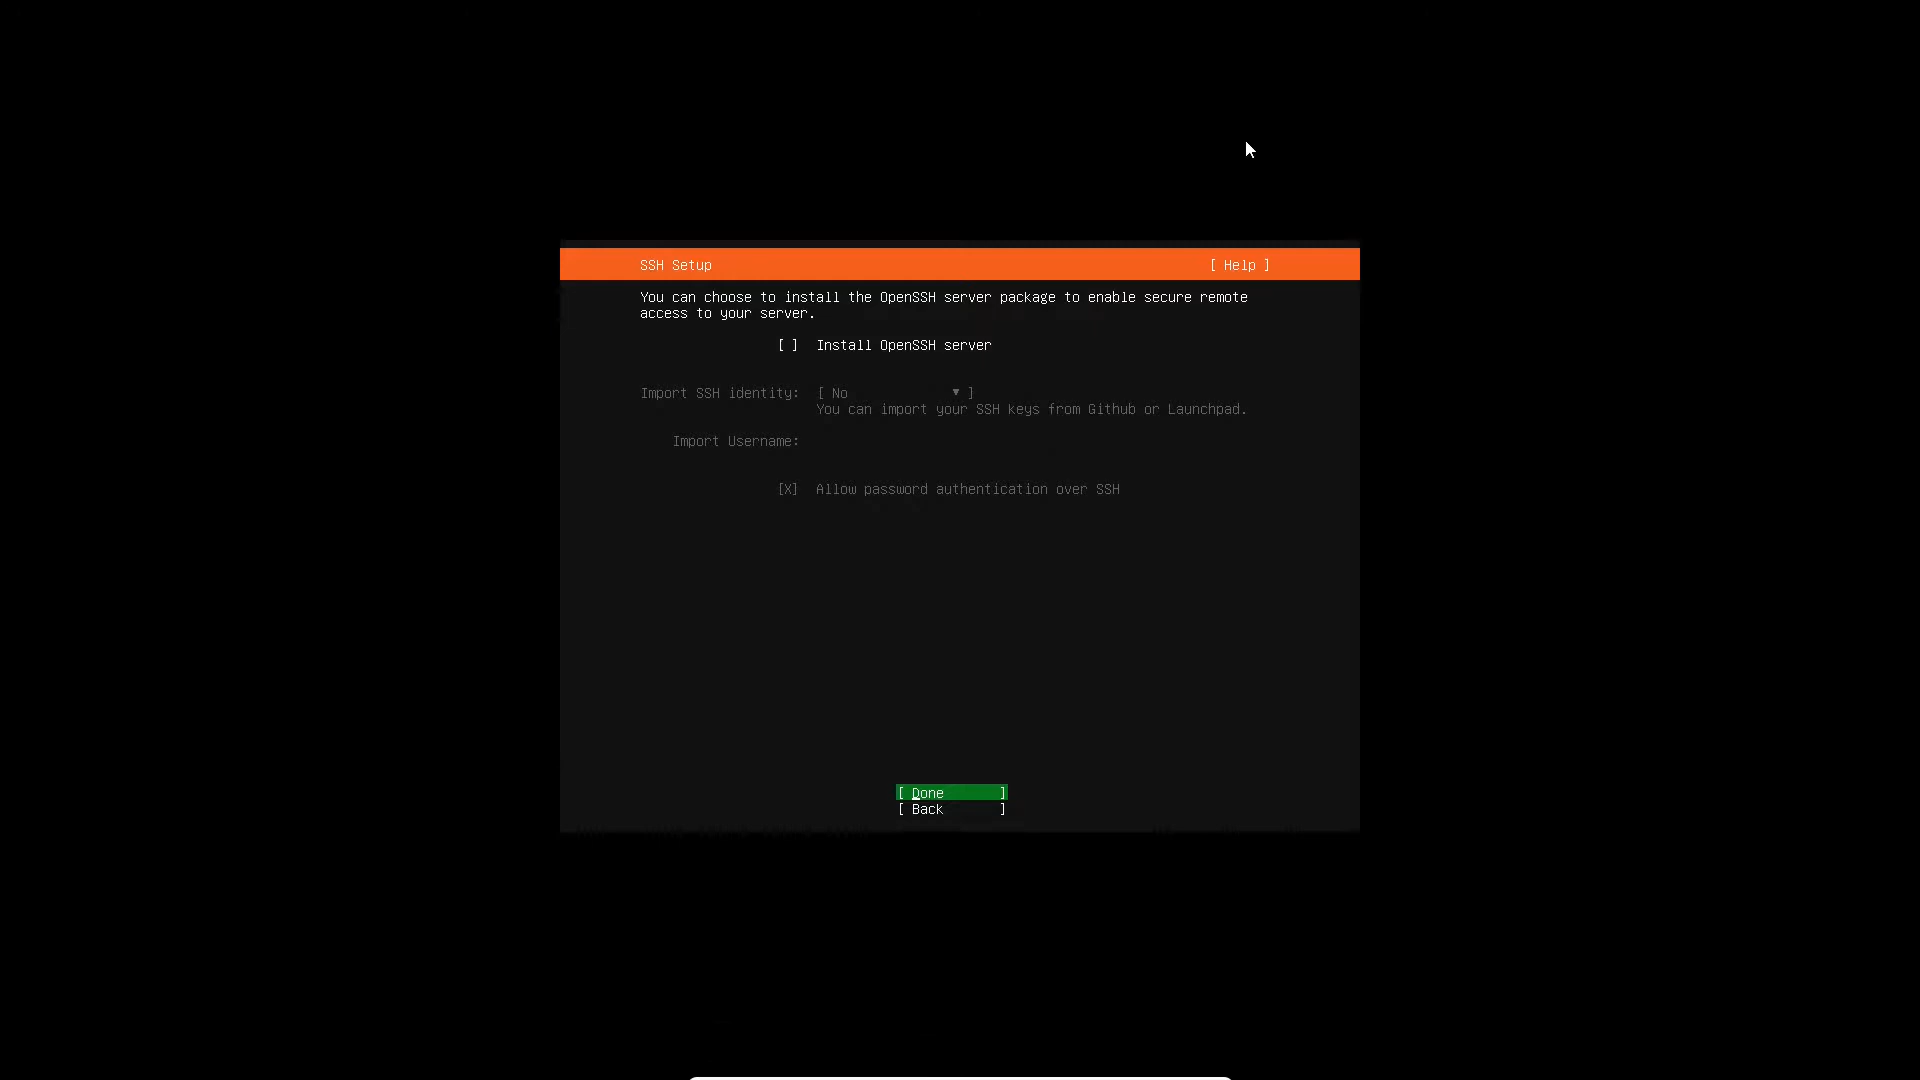 SSH Setup [ Help ]
You can choose to install the OpenSSH server package to enable secure remote
access to your server.
[ ] Install OpenSSH server
Import SSH identity: [ No ▼ ]
You can import your SSH keys from Github or Launchpad.
Import Username:
[X] Allow password authentication over SSH
[ Done ]
[ Back ]